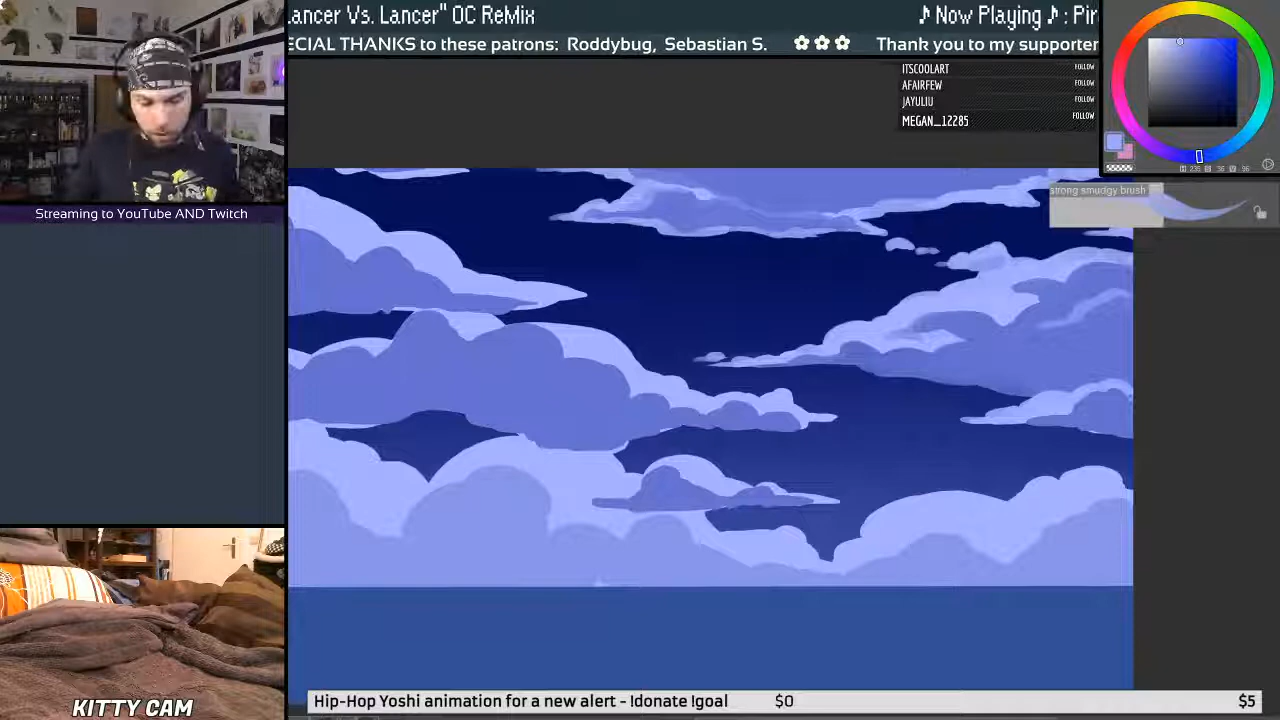 Lancer Vs. Lancer" OC ReMix
♪ Now Playing ♪ : Pir
ECIAL THANKS to these patrons: Roddybug, Sebastian S. ✿ ✿ ✿ Thank you to my supporter
ITSCOOLART FOLLOW
AFAIRFEW FOLLOW
JAYULIU FOLLOW
MEGAN_12285 FOLLOW
strong smudgy brush
Streaming to YouTube AND Twitch
KITTY CAM
Hip-Hop Yoshi animation for a new alert - !donate !goal $0 $5